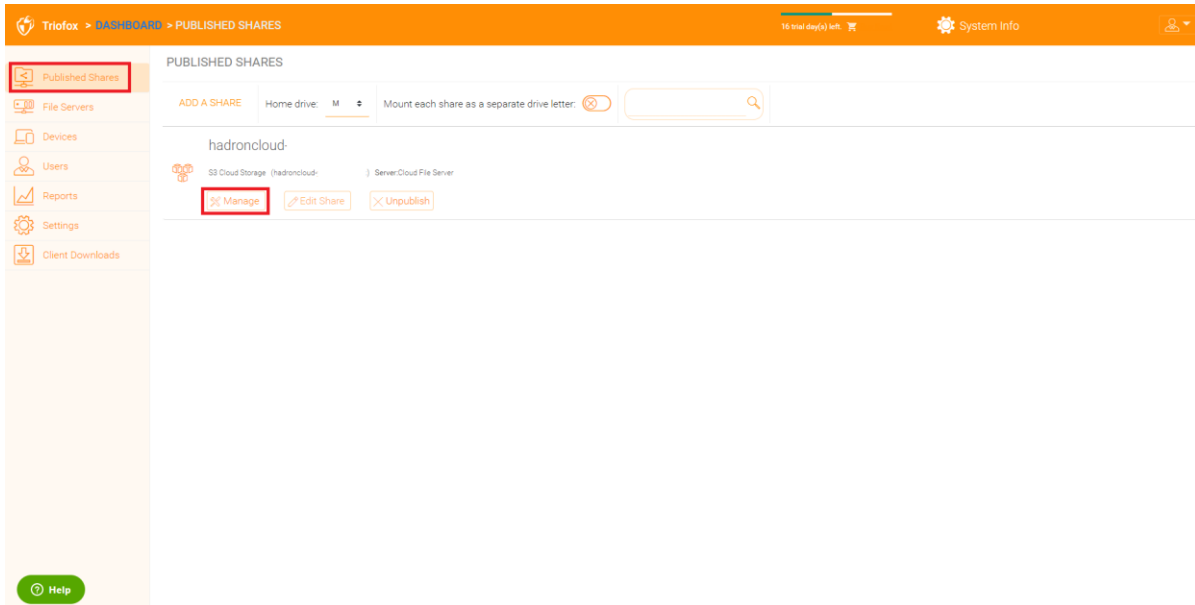 Triofox > DASHBOARD > PUBLISHED SHARES
16 trial day(s) left.
System Info
Published Shares
File Servers
Devices
Users
Reports
Settings
Client Downloads
Help
PUBLISHED SHARES
ADD A SHARE Home drive: M Mount each share as a separate drive letter:
hadroncloud-
S3 Cloud Storage (hadroncloud- ) Server:Cloud File Server
Manage Edit Share Unpublish